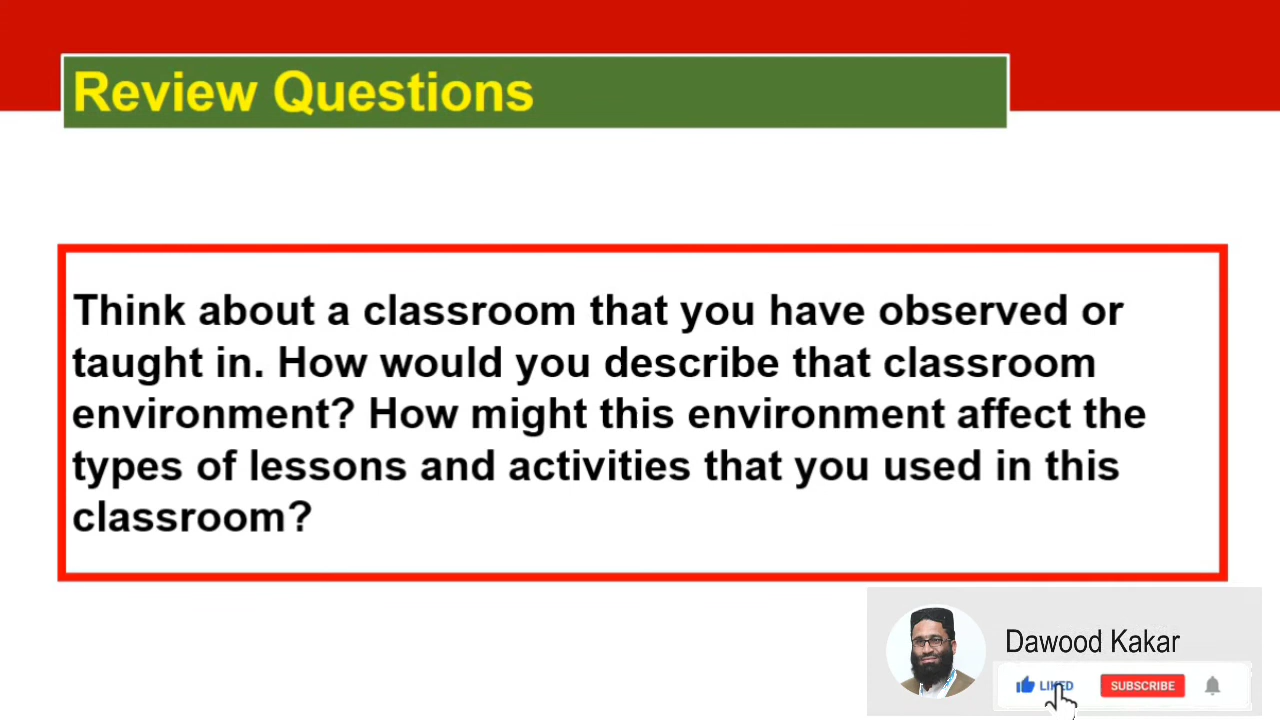 Review Questions
Think about a classroom that you have observed or
taught in. How would you describe that classroom
environment? How might this environment affect the
types of lessons and activities that you used in this
classroom?
Dawood Kakar
LIKED
SUBSCRIBE